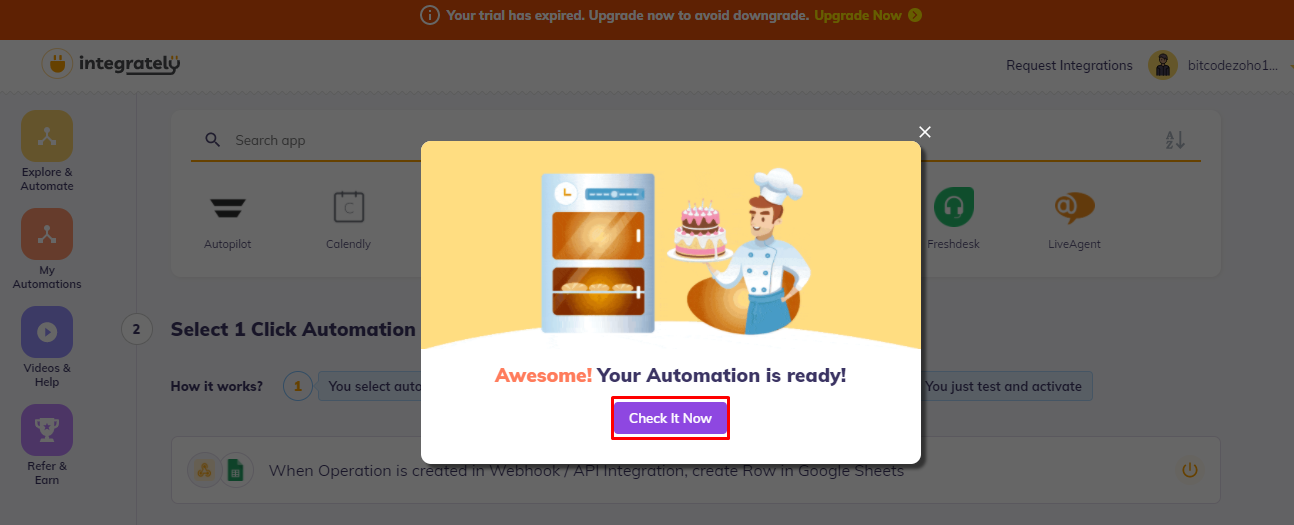 Your trial has expired. Upgrade now to avoid downgrade. Upgrade Now
integrately
Request Integrations
bitcodezoho1...
Search app
A
Z
Explore &
Automate
Autopilot
C
Calendly
Freshdesk
@
LiveAgent
My
Automations
2
Select 1 Click Automation
Videos &
Help
How it works?
1
You select auto
You just test and activate
Awesome! Your Automation is ready!
Check It Now
Refer &
Earn
When Operation is created in Webhook / API Integration, create Row in Google Sheets